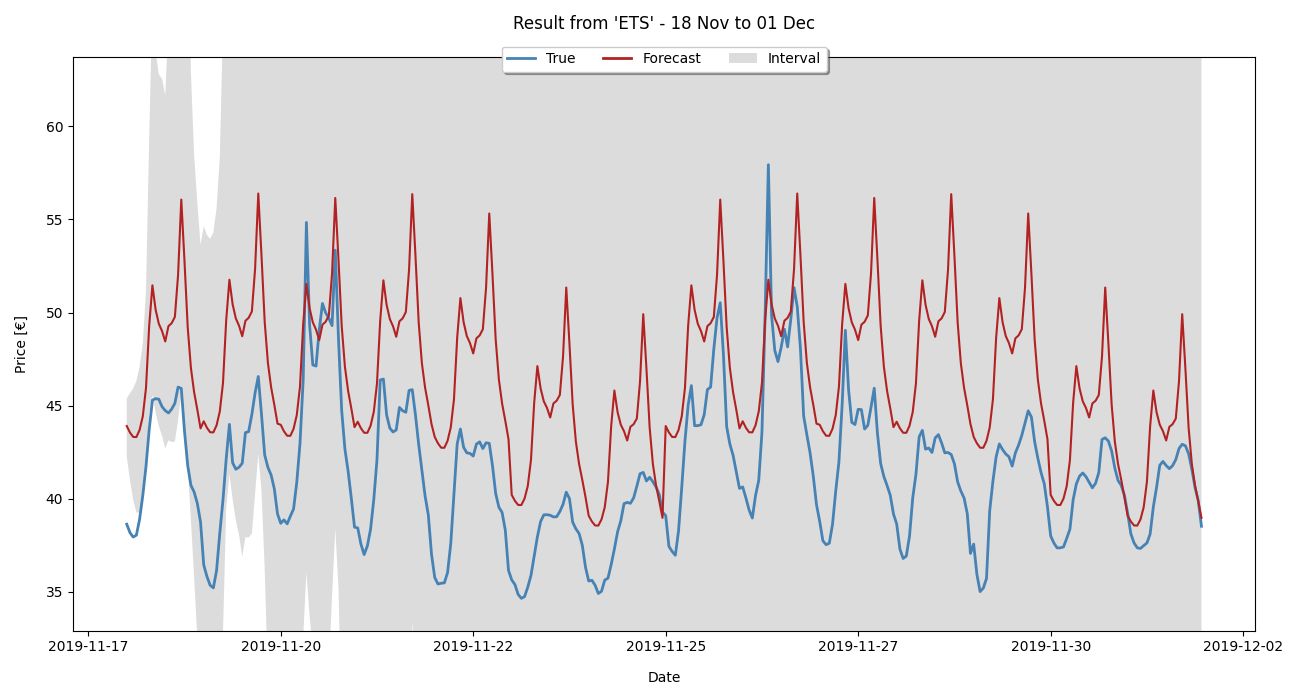 Result from 'ETS' - 18 Nov to 01 Dec
True Forecast Interval
60
55
50
45
40
35
Price [€]
2019-11-17 2019-11-20 2019-11-22 2019-11-25 2019-11-27 2019-11-30 2019-12-02
Date